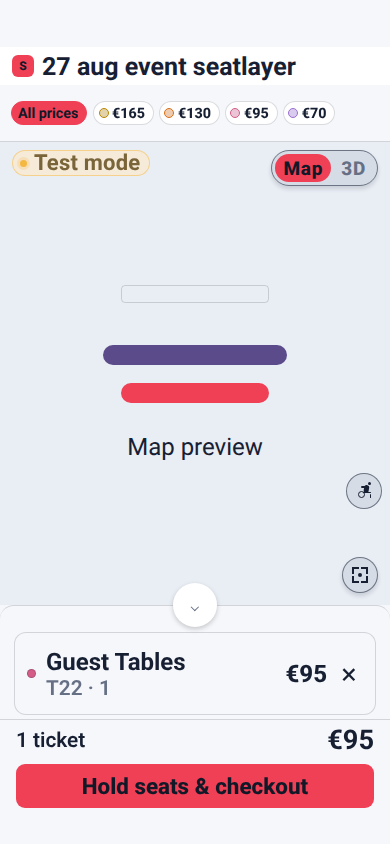 S 27 aug event seatlayer
All prices €165 €130 €95 €70
Test mode
Map 3D
Map preview
Guest Tables
T22 · 1
€95 ×
1 ticket €95
Hold seats & checkout